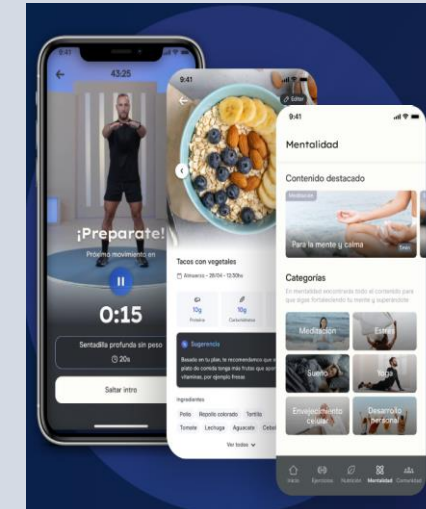 9:41
43:25
¡Preparate!
Próximo movimiento en
0:15
Sentadilla profunda sin peso
20s
Saltar intro
9:41
Editar
Tacos con vegetales
Almuerzo - 28/04 - 12:30hs
10g
Proteína
10g
Carbohidratos
Sugerencia
Basado en tu plan, te recomendamos que el
plato de comida tenga más frutas que aport
vitaminas, por ejemplo fresas
Ingredientes
Pollo Repollo colorado Tortilla
Tomate Lechuga Aguacate
Ver todos
9:41
Mentalidad
Contenido destacado
Meditación
Para la mente y calma
5min
Categorías
En mentalidad encontrarás todo el contenido para
que sigas fortaleciendo tu mente y superándote
Meditación
Estrés
Sueño
Yoga
Envejecimiento
celular
Desarrollo
personal
Inicio Ejercicios Nutrición Mentalidad Comunidad